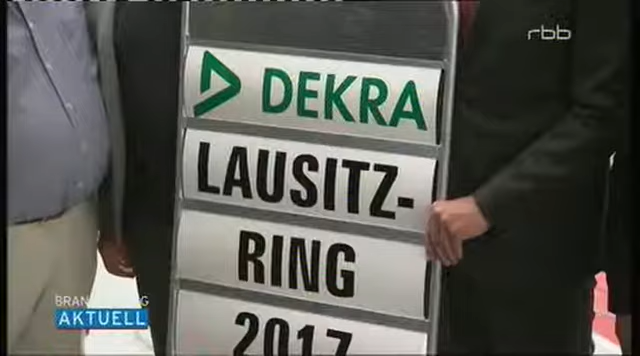 rbb
DEKRA
LAUSITZ-
RING
2017
AKTUELL